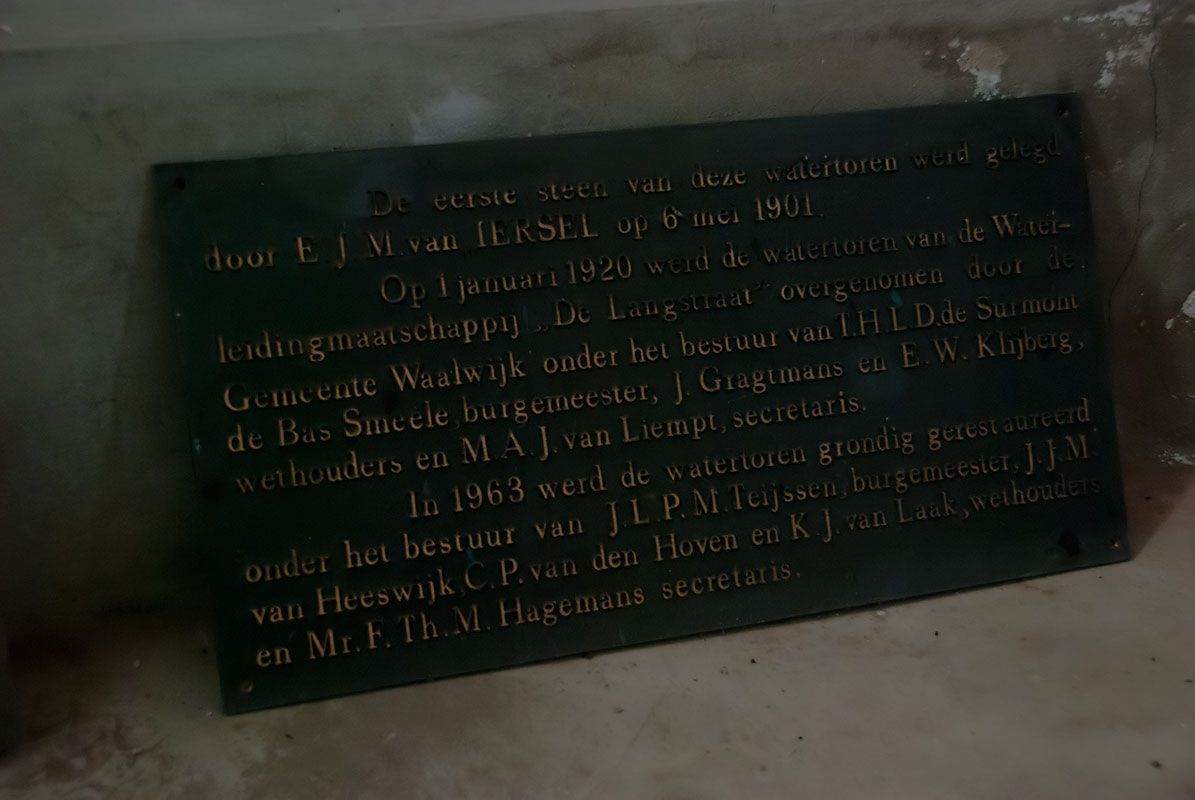 De eerste steen van deze watertoren werd gelegd
door E. J. M. van IERSEL op 6 mei 1901.
Op 1 januari 1920 werd de watertoren van de Water-
leidingmaatschappij „De Langstraat” overgenomen door de
Gemeente Waalwijk onder het bestuur van T.H.L.D. de Surmont
de Bas Smeele, burgemeester, J. Gragtmans en E. W. Klijberg,
wethouders en M. A. J. van Liempt, secretaris.
In 1963 werd de watertoren grondig gerestaureerd
onder het bestuur van J. L. P. M. Teijssen, burgemeester, J. J. M.
van Heeswijk, C. P. van den Hoven en K. J. van Laak, wethouders
en Mr. F. Th. M. Hagemans secretaris.